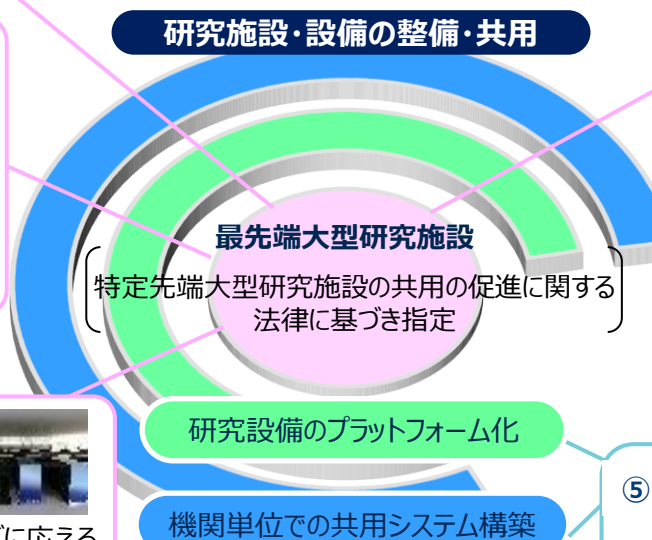 研究施設・設備の整備・共用
最先端大型研究施設
特定先端大型研究施設の共用の促進に関する
法律に基づき指定
研究設備のプラットフォーム化
⑤
機関単位での共用システム構築
に応える